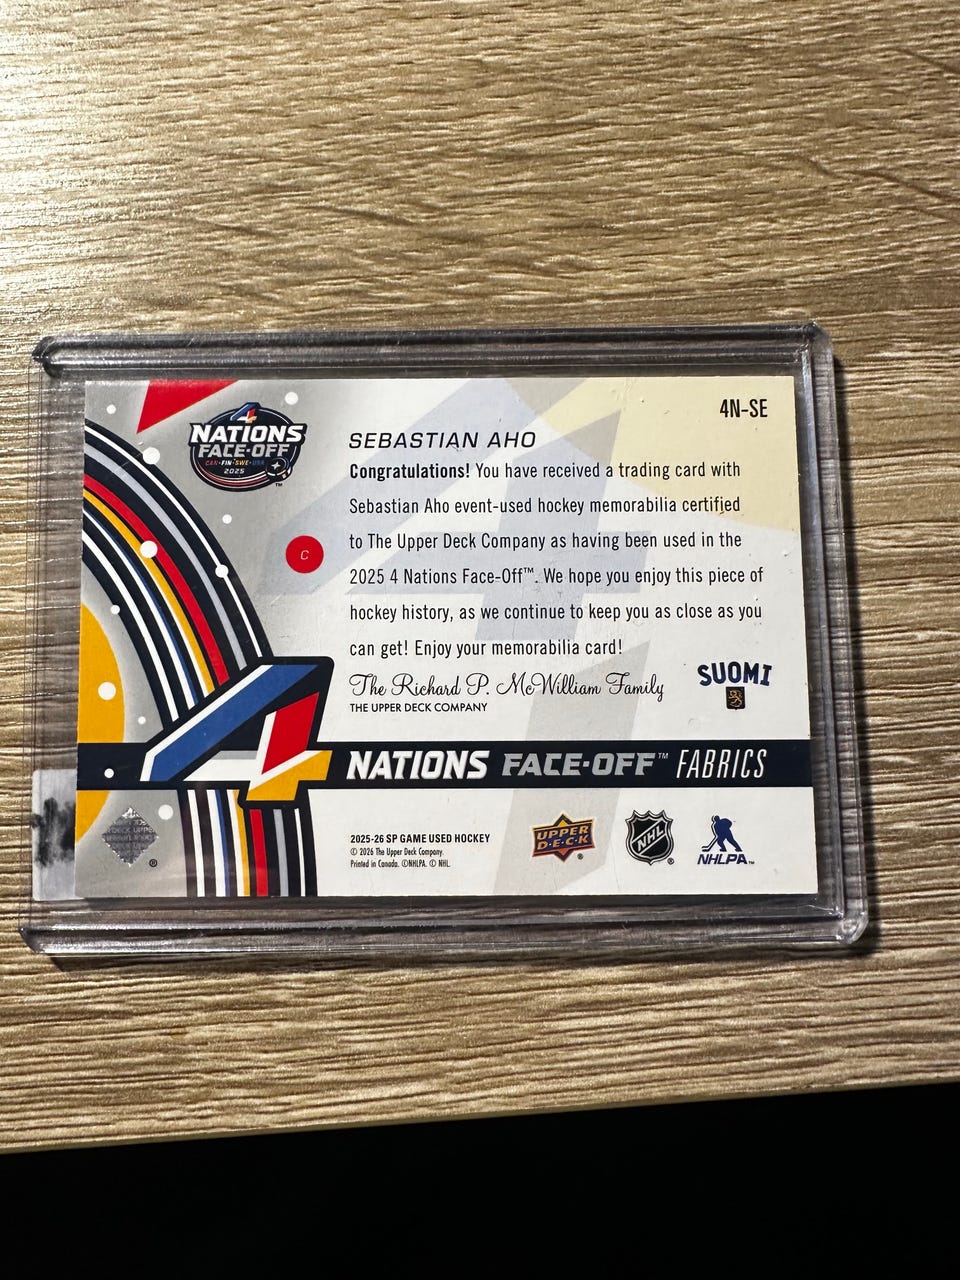 4N-SE
NATIONS
FACE-OFF
CAN•FIN•SWE•USA
2025
TM
SEBASTIAN AHO
Congratulations! You have received a trading card with
Sebastian Aho event-used hockey memorabilia certified
to The Upper Deck Company as having been used in the
2025 4 Nations Face-Off™. We hope you enjoy this piece of
hockey history, as we continue to keep you as close as you
can get! Enjoy your memorabilia card!
C
The Richard P. McWilliam Family
THE UPPER DECK COMPANY
SUOMI
4 NATIONS FACE-OFF™ FABRICS
2025-26 SP GAME USED HOCKEY
© 2026 The Upper Deck Company.
Printed in Canada. ©NHLPA. © NHL.
UPPER
D•E•C•K
®
NHL
®
NHLPA™
®